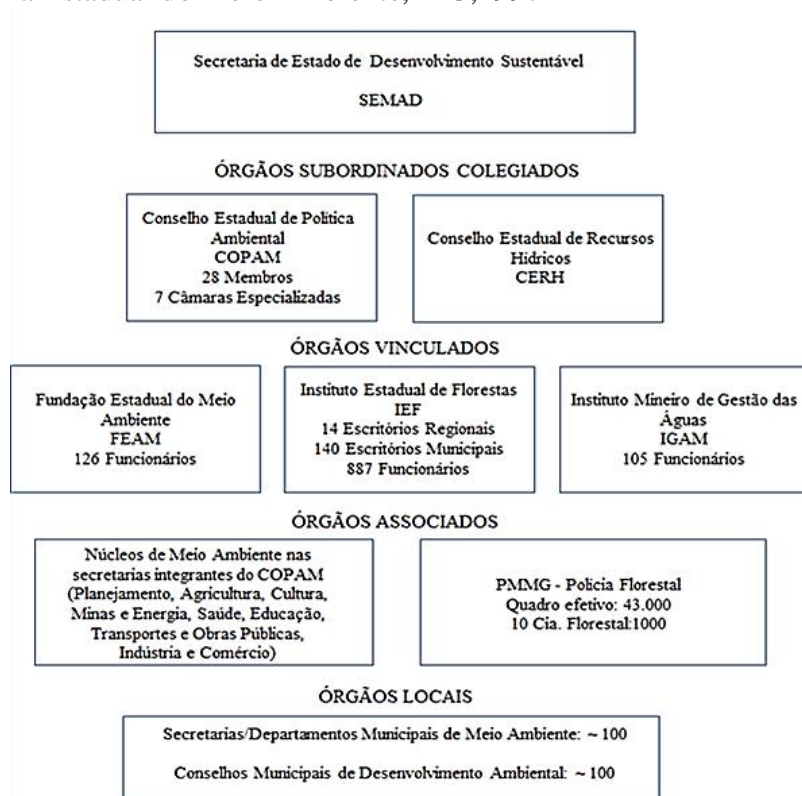 Secretaria de Estado de Desenvolvimento Sustentável
SEMAD
ÓRGÃOS SUBORDINADOS COLEGIADOS
Conselho Estadual de Política
Ambiental
COPAM
28 Membros
7 Câmaras Especializadas
Conselho Estadual de Recursos
Hídricos
CERH
ÓRGÃOS VINCULADOS
Fundação Estadual do Meio
Ambiente
FEAM
126 Funcionários
Instituto Estadual de Florestas
IEF
14 Escritórios Regionais
140 Escritórios Municipais
887 Funcionários
Instituto Mineiro de Gestão das
Águas
IGAM
105 Funcionários
ÓRGÃOS ASSOCIADOS
Núcleos de Meio Ambiente nas
secretarias integrantes do COPAM
(Planejamento, Agricultura, Cultura,
Minas e Energia, Saúde, Educação,
Transportes e Obras Públicas,
Indústria e Comércio)
PMMG - Polícia Florestal
Quadro efetivo: 43.000
10 Cia. Florestal:1000
ÓRGÃOS LOCAIS
Secretarias/Departamentos Municipais de Meio Ambiente: ~ 100
Conselhos Municipais de Desenvolvimento Ambiental: ~ 100